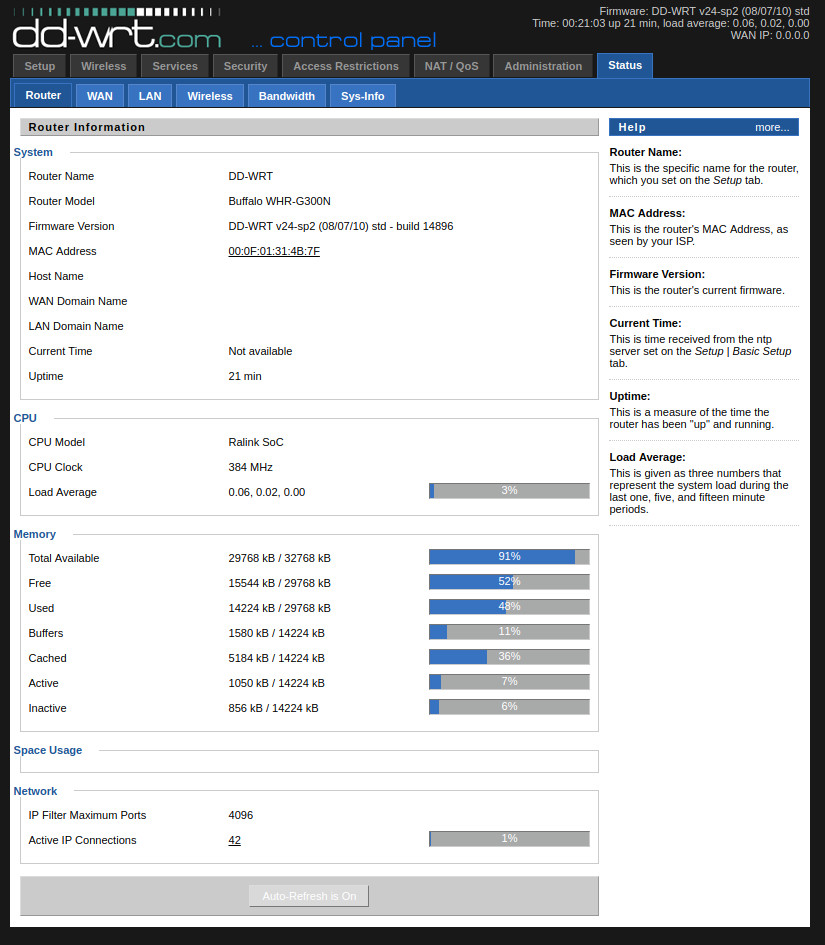 Firmware: DD-WRT v24-sp2 (08/07/10) std
Time: 00:21:03 up 21 min, load average: 0.06, 0.02, 0.00
WAN IP: 0.0.0.0
dd-wrt.com ... control panel
Setup Wireless Services Security Access Restrictions NAT / QoS Administration Status
Router WAN LAN Wireless Bandwidth Sys-Info
Router Information
System
Router Name DD-WRT
Router Model Buffalo WHR-G300N
Firmware Version DD-WRT v24-sp2 (08/07/10) std - build 14896
MAC Address 00:0F:01:31:4B:7F
Host Name
WAN Domain Name
LAN Domain Name
Current Time Not available
Uptime 21 min
CPU
CPU Model Ralink SoC
CPU Clock 384 MHz
Load Average 0.06, 0.02, 0.00 3%
Memory
Total Available 29768 kB / 32768 kB 91%
Free 15544 kB / 29768 kB 52%
Used 14224 kB / 29768 kB 48%
Buffers 1580 kB / 14224 kB 11%
Cached 5184 kB / 14224 kB 36%
Active 1050 kB / 14224 kB 7%
Inactive 856 kB / 14224 kB 6%
Space Usage
Network
IP Filter Maximum Ports 4096
Active IP Connections 42 1%
Auto-Refresh is On
Help more...
Router Name:
This is the specific name for the router,
which you set on the Setup tab.
MAC Address:
This is the router's MAC Address, as
seen by your ISP.
Firmware Version:
This is the router's current firmware.
Current Time:
This is time received from the ntp
server set on the Setup | Basic Setup
tab.
Uptime:
This is a measure of the time the
router has been "up" and running.
Load Average:
This is given as three numbers that
represent the system load during the
last one, five, and fifteen minute
periods.